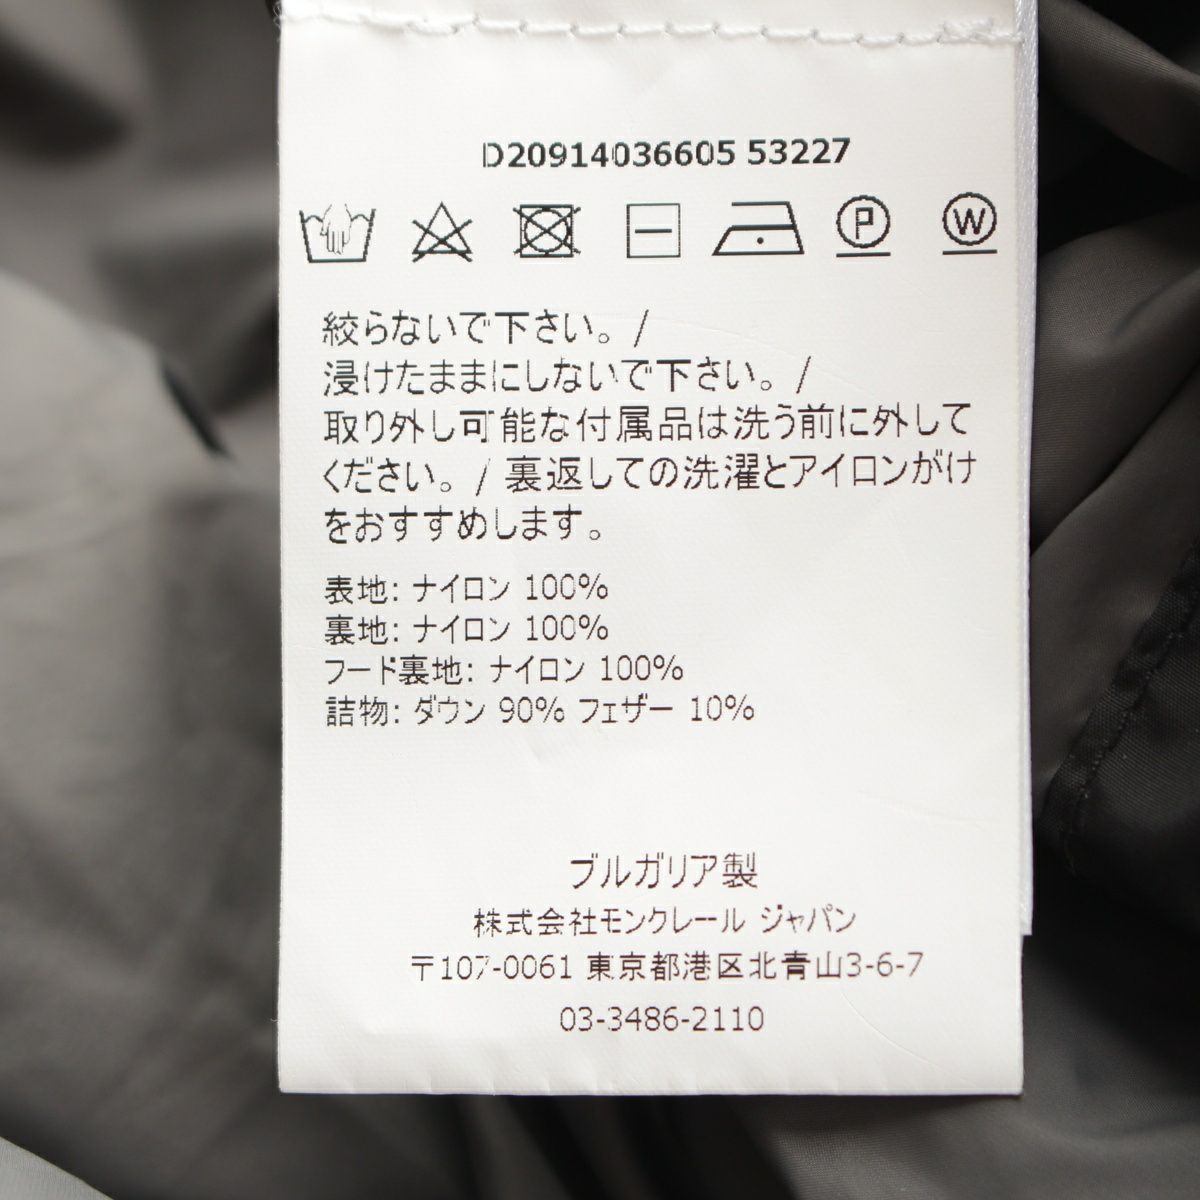 D20914036605 53227
P W
絞らないで下さい。/
浸けたままにしないで下さい。/
取り外し可能な付属品は洗う前に外して
ください。/ 裏返しての洗濯とアイロンがけ
をおすすめします。
表地: ナイロン 100%
裏地: ナイロン 100%
フード裏地: ナイロン 100%
詰物: ダウン 90% フェザー 10%
ブルガリア製
株式会社モンクレール ジャパン
〒107-0061 東京都港区北青山3-6-7
03-3486-2110